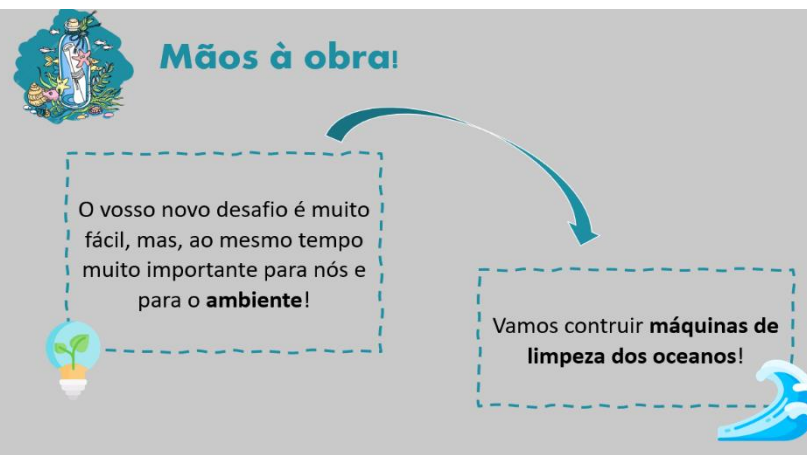 Mãos à obra!
O vosso novo desafio é muito
fácil, mas, ao mesmo tempo
muito importante para nós e
para o ambiente!
Vamos contruir máquinas de
limpeza dos oceanos!